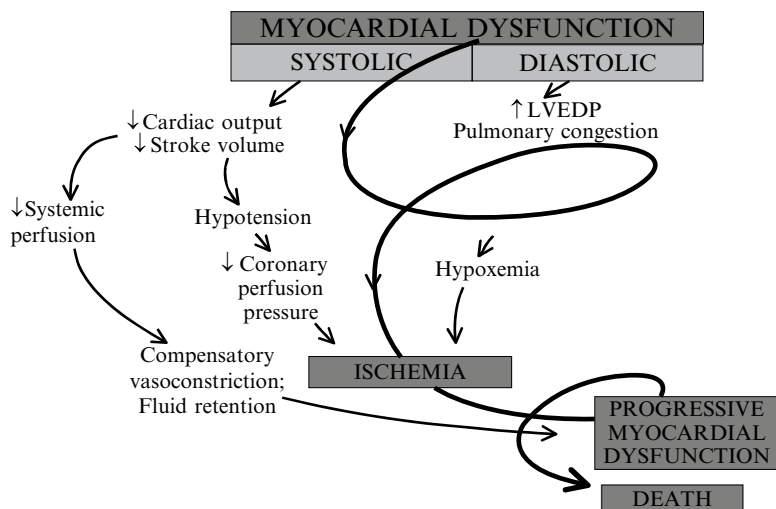 MYOCARDIAL DYSFUNCTION
SYSTOLIC
DIASTOLIC
↓Cardiac output
↓Stroke volume
↑ LVEDP
Pulmonary congestion
↓Systemic
perfusion
Hypotension
↓ Coronary
perfusion
pressure
Hypoxemia
Compensatory
vasoconstriction;
Fluid retention
ISCHEMIA
PROGRESSIVE
MYOCARDIAL
DYSFUNCTION
DEATH